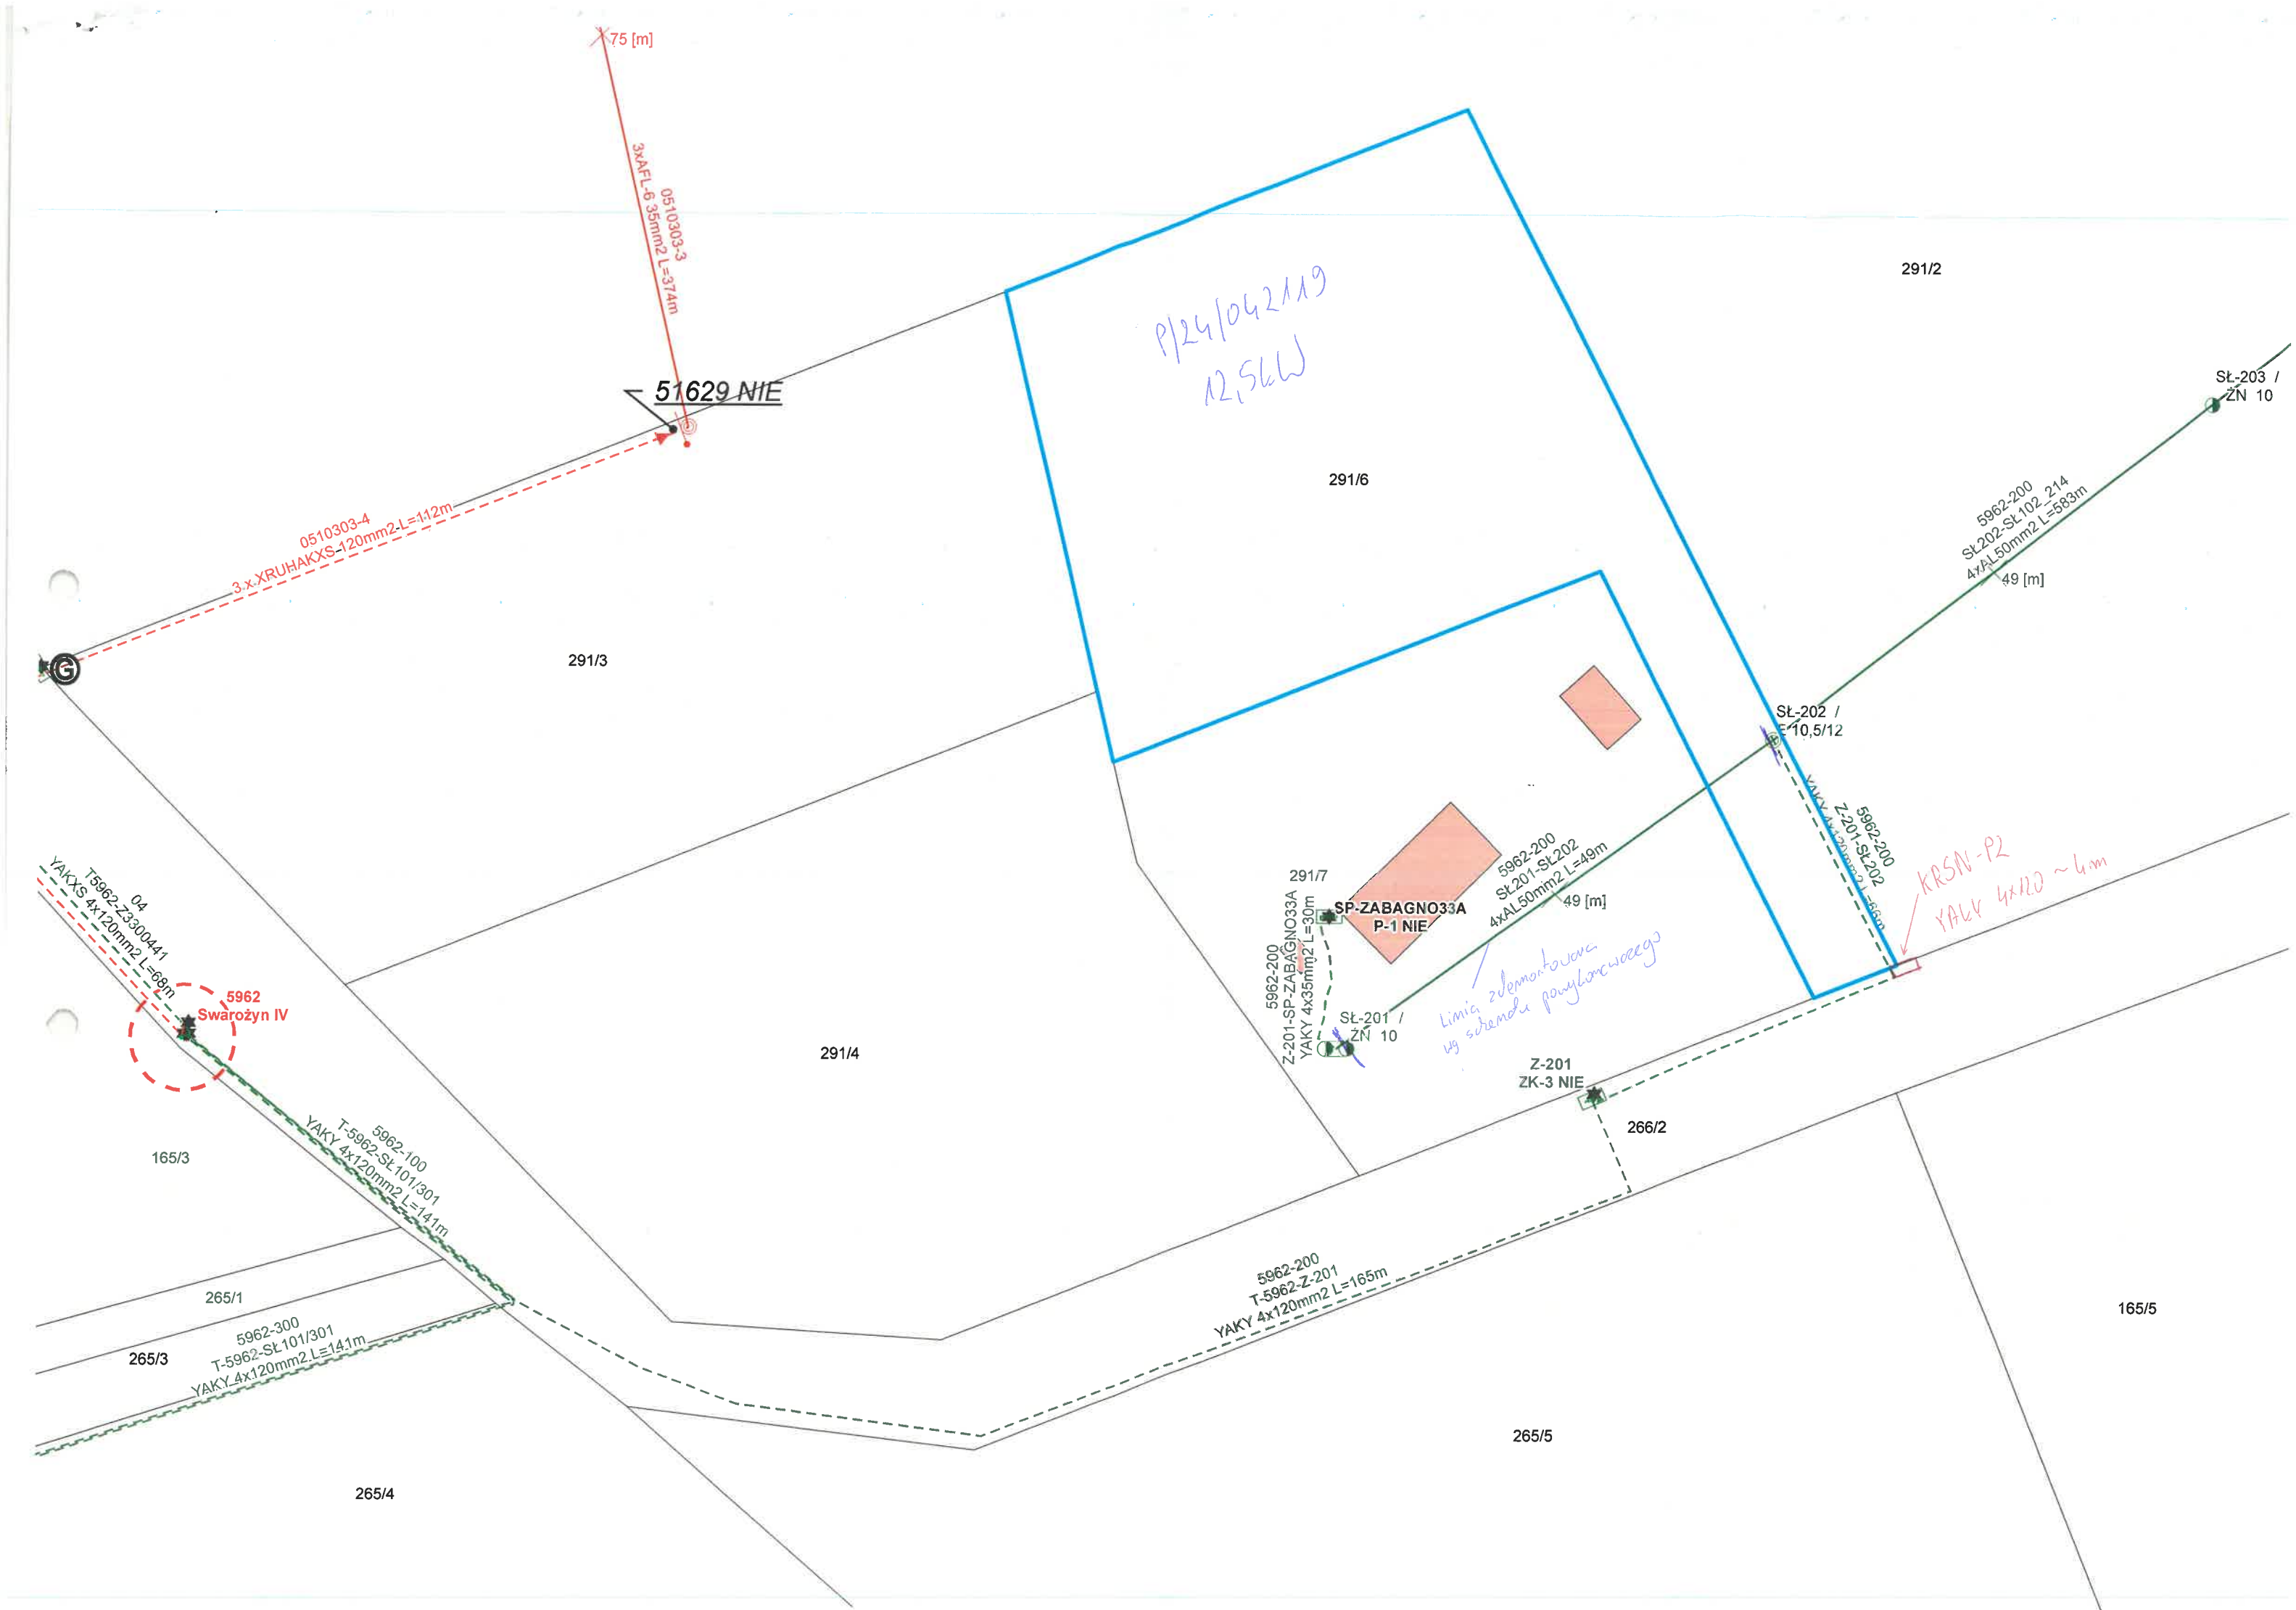 75 [m]
0510303-3
3xAFL-6 35mm2 L=374m
51629 NIE
0510303-4
3 x XRUHAKXS 120mm2 L=112m
G
P/24/042119
12,5kW
291/2
291/6
291/3
SŁ-203 /
ŻN 10
5962-200
SŁ202-SŁ102_214
4xAL50mm2 L=583m
49 [m]
SŁ-202 /
E 10,5/12
5962-200
Z-201-SŁ202
YAKY 4x120mm2 L=66m
KRSN-P2
YAKY 4x120 ~4m
5962-200
SŁ201-SŁ202
4xAL50mm2 L=49m
49 [m]
291/7
SP-ZABAGNO33A
P-1 NIE
5962-200
Z-201-SP-ZABAGNO33A
YAKY 4x35mm2 L=30m
Linia zdemontowana
wg schematu powykonawczego
SŁ-201 /
ŻN 10
Z-201
ZK-3 NIE
266/2
04
T5962-Z3300441
YAKXS 4x120mm2 L=68m
5962
Swarożyn IV
291/4
165/3
5962-100
T-5962-SŁ101/301
YAKY 4x120mm2 L=141m
265/1
5962-300
T-5962-SŁ101/301
YAKY 4x120mm2 L=141m
265/3
5962-200
T-5962-Z-201
YAKY 4x120mm2 L=165m
165/5
265/5
265/4